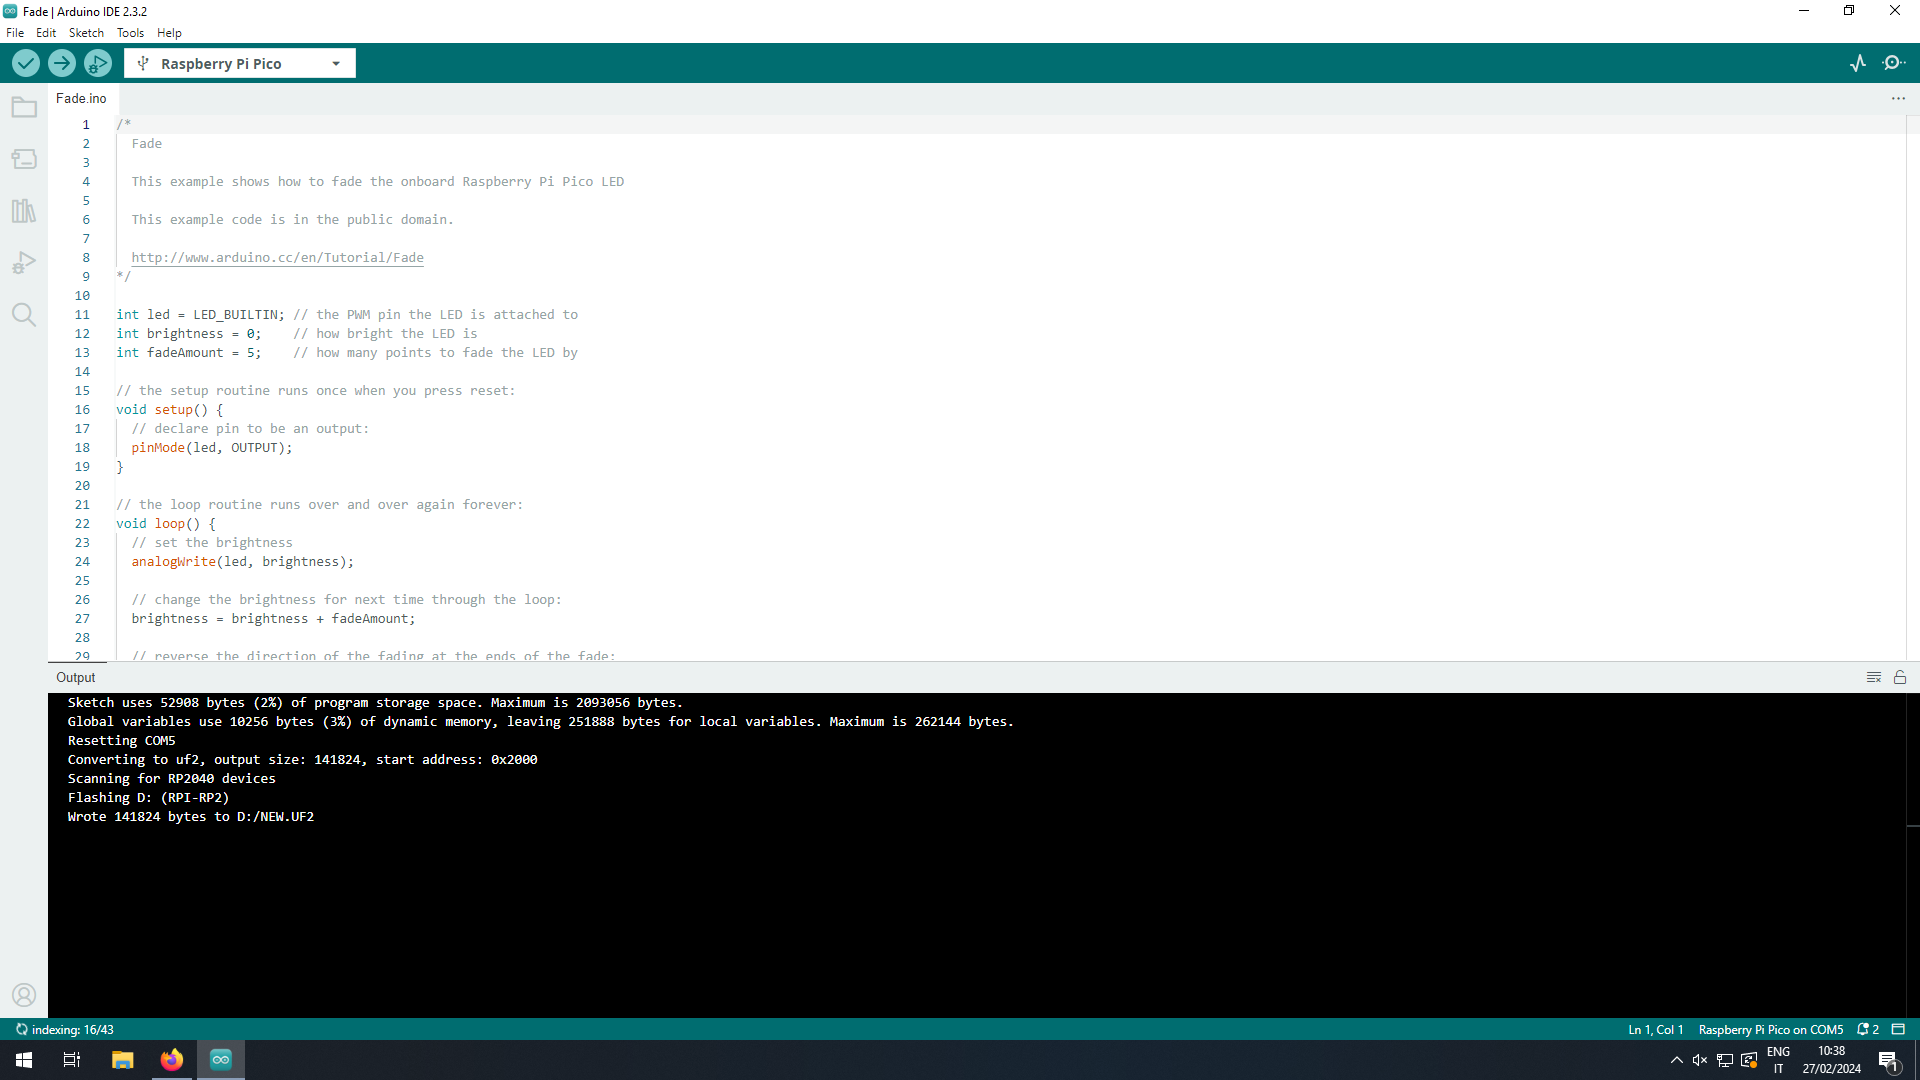 Fade | Arduino IDE 2.3.2
File Edit Sketch Tools Help
Raspberry Pi Pico
Fade.ino
1 /*
2 Fade
3
4 This example shows how to fade the onboard Raspberry Pi Pico LED
5
6 This example code is in the public domain.
7
8 http://www.arduino.cc/en/Tutorial/Fade
9 */
10
11 int led = LED_BUILTIN; // the PWM pin the LED is attached to
12 int brightness = 0; // how bright the LED is
13 int fadeAmount = 5; // how many points to fade the LED by
14
15 // the setup routine runs once when you press reset:
16 void setup() {
17 // declare pin to be an output:
18 pinMode(led, OUTPUT);
19 }
20
21 // the loop routine runs over and over again forever:
22 void loop() {
23 // set the brightness
24 analogWrite(led, brightness);
25
26 // change the brightness for next time through the loop:
27 brightness = brightness + fadeAmount;
28
29 // reverse the direction of the fading at the ends of the fade:
Output
Sketch uses 52908 bytes (2%) of program storage space. Maximum is 2093056 bytes.
Global variables use 10256 bytes (3%) of dynamic memory, leaving 251888 bytes for local variables. Maximum is 262144 bytes.
Resetting COM5
Converting to uf2, output size: 141824, start address: 0x2000
Scanning for RP2040 devices
Flashing D: (RPI-RP2)
Wrote 141824 bytes to D:/NEW.UF2
indexing: 16/43 Ln 1, Col 1 Raspberry Pi Pico on COM5 2
ENG 10:38
IT 27/02/2024 1